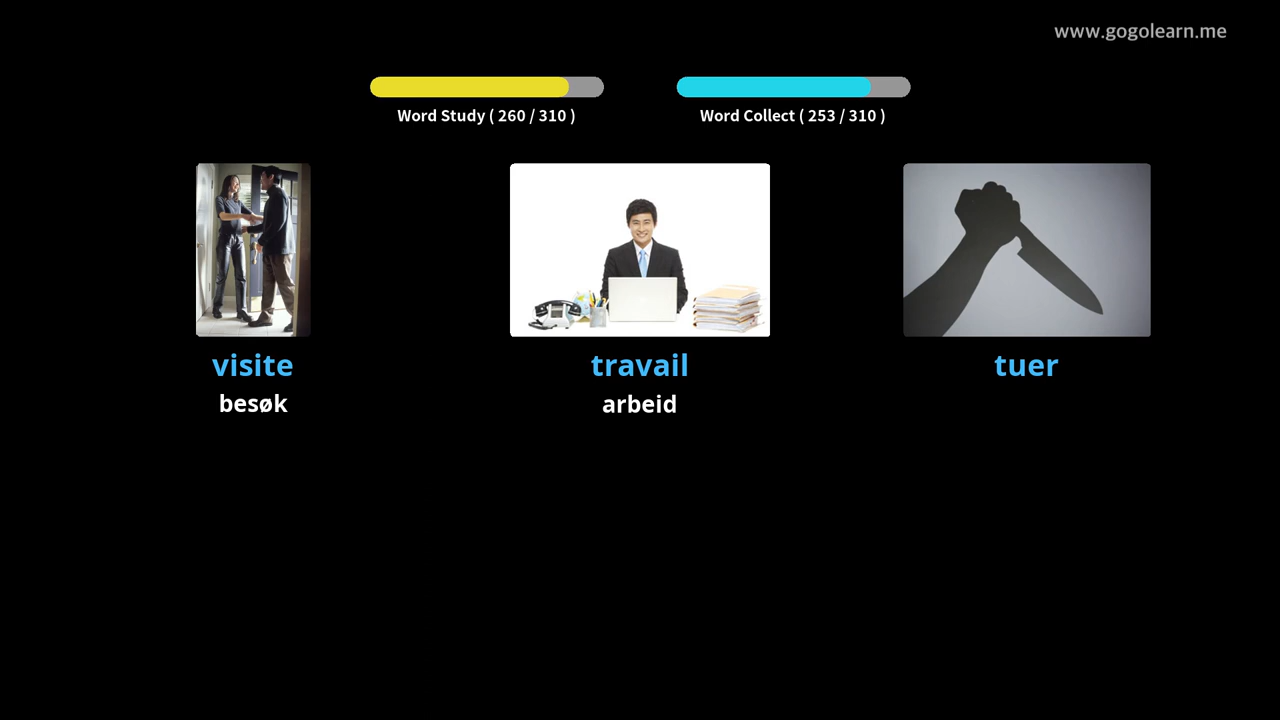 www.gogolearn.me
Word Study ( 260 / 310 )
Word Collect ( 253 / 310 )
visite
travail
tuer
besøk
arbeid